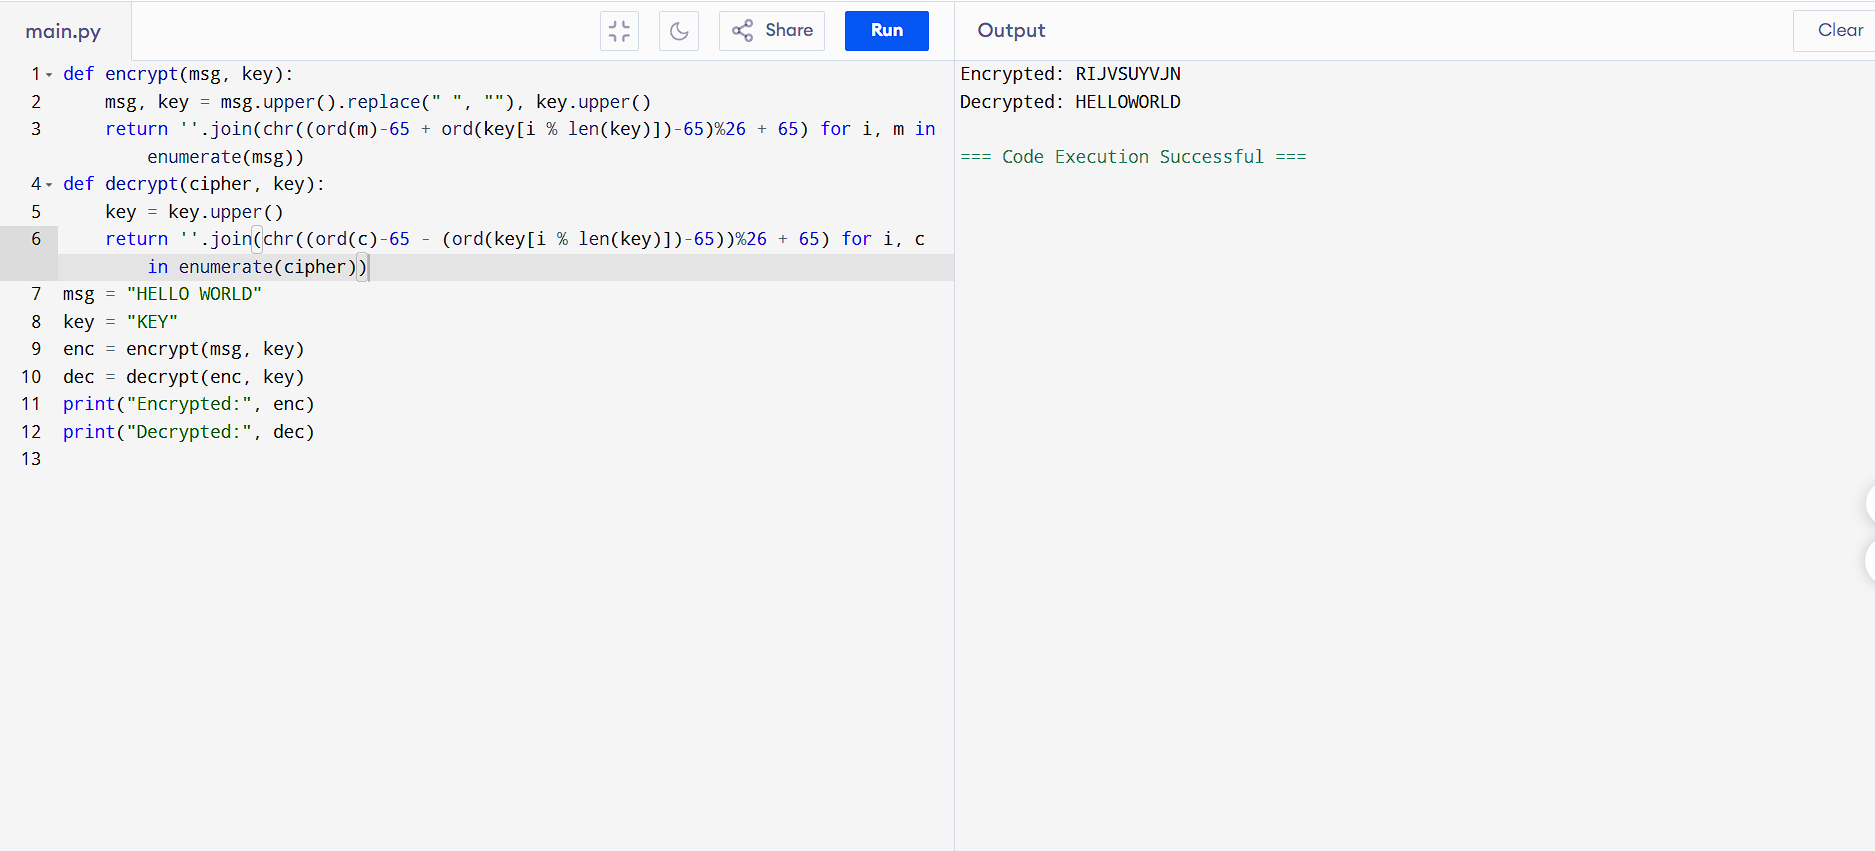 main.py
Share
Run
Output
Clear
1 def encrypt(msg, key):
2     msg, key = msg.upper().replace(" ", ""), key.upper()
3     return ''.join(chr((ord(m)-65 + ord(key[i % len(key)])-65)%26 + 65) for i, m in
        enumerate(msg))
4 def decrypt(cipher, key):
5     key = key.upper()
6     return ''.join(chr((ord(c)-65 - (ord(key[i % len(key)])-65))%26 + 65) for i, c
        in enumerate(cipher))
7 msg = "HELLO WORLD"
8 key = "KEY"
9 enc = encrypt(msg, key)
10 dec = decrypt(enc, key)
11 print("Encrypted:", enc)
12 print("Decrypted:", dec)
13
Encrypted: RIJVSUYVJN
Decrypted: HELLOWORLD
=== Code Execution Successful ===